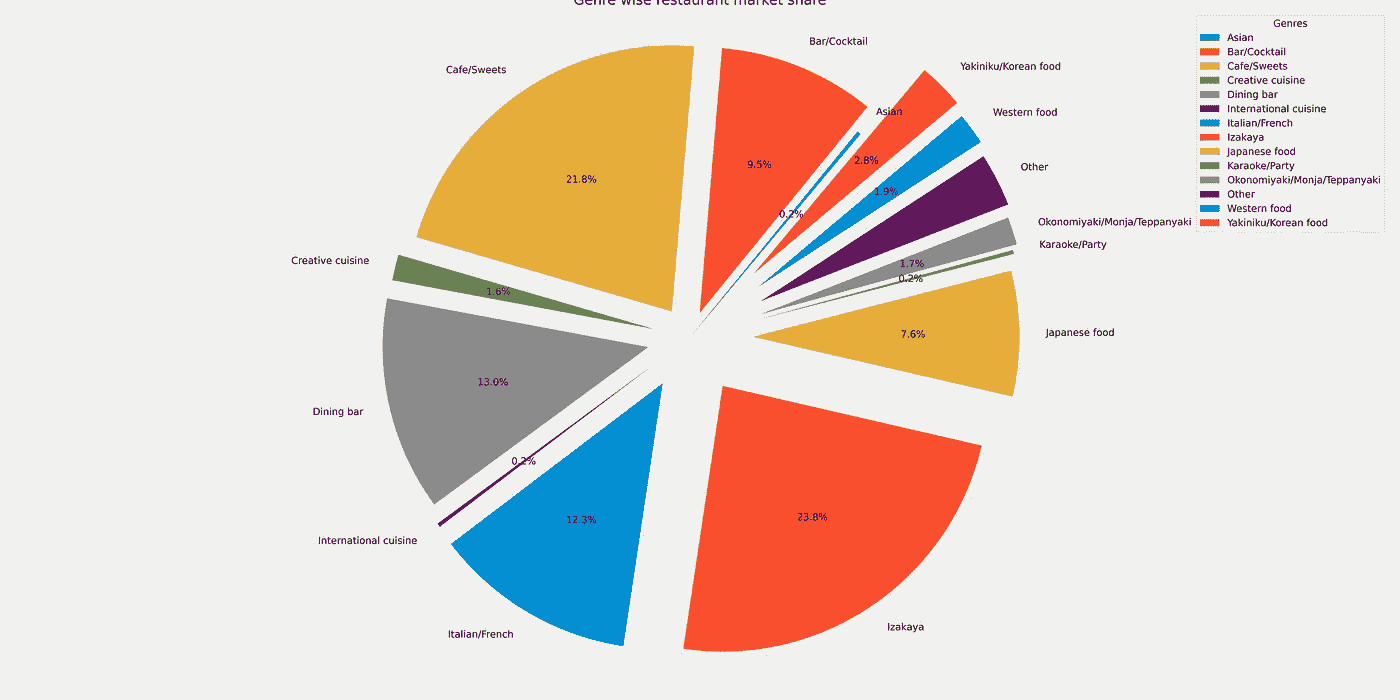 Genre wise restaurant market share
Genres
Asian
Bar/Cocktail
Cafe/Sweets
Creative cuisine
Dining bar
International cuisine
Italian/French
Izakaya
Japanese food
Karaoke/Party
Okonomiyaki/Monja/Teppanyaki
Other
Western food
Yakiniku/Korean food
Bar/Cocktail
Cafe/Sweets
Yakiniku/Korean food
Asian
Western food
2.8%
9.5%
Other
21.8%
1.9%
0.2%
Okonomiyaki/Monja/Teppanyaki
Karaoke/Party
Creative cuisine
1.7%
0.2%
1.6%
Japanese food
7.6%
13.0%
Dining bar
0.2%
23.8%
12.3%
International cuisine
Izakaya
Italian/French